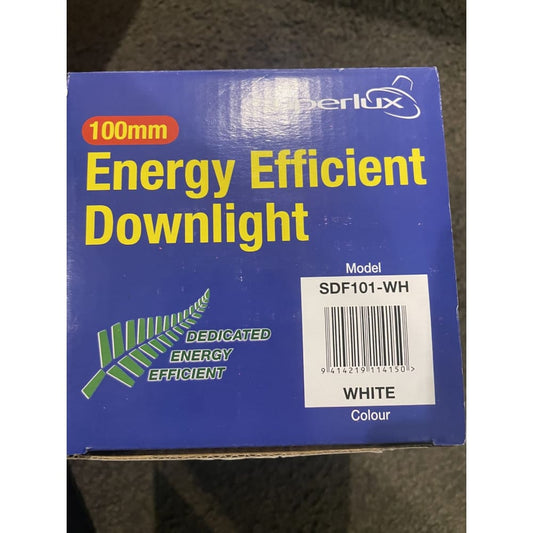 100mm
Energy Efficient
Downlight
Model
SDF101-WH
9 414219 114150 >
WHITE
Colour
DEDICATED
ENERGY
EFFICIENT